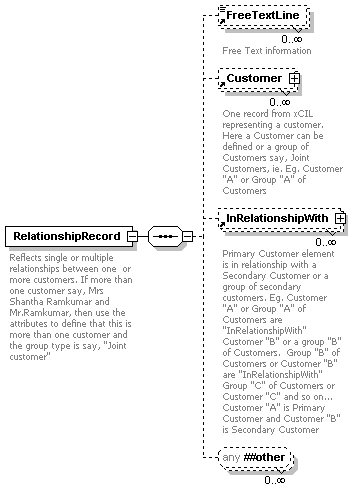 FreeTextLine
0..∞
Free Text information
Customer
0..∞
One record from xCIL
representing a customer.
Here a Customer can be
defined or a group of
Customers say, Joint
Customers, ie. Eg. Customer
"A" or Group "A" of
Customers
InRelationshipWith
0..∞
Primary Customer element
is in relationship with a
Secondary Customer or a
group of secondary
customers. Eg. Customer
"A" or Group "A" of
Customers are
"InRelationshipWith"
Customer "B" or a group "B"
of Customers. Group "B" of
Customers or Customer "B"
are "InRelationshipWith"
Group "C" of Customers or
Customer "C" and so on...
Customer "A" is Primary
Customer and Customer "B"
is Secondary Customer
any ##other
0..∞
RelationshipRecord
Reflects single or multiple
relationships between one or
more customers. If more than
one customer say, Mrs
Shantha Ramkumar and
Mr.Ramkumar, then use the
attributes to define that this is
more than one customer and
the group type is say, "Joint
customer"